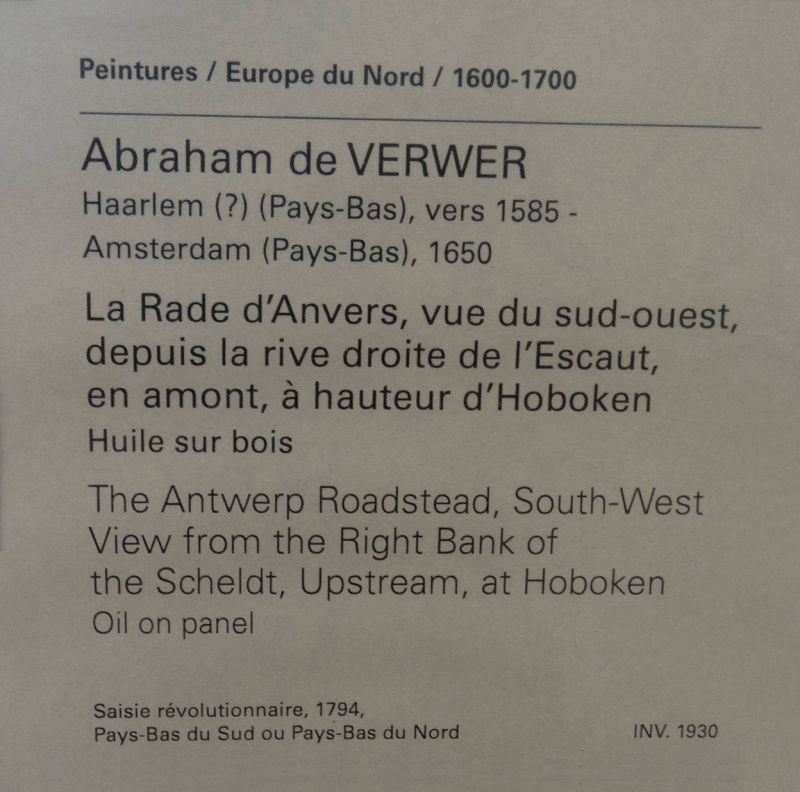 Peintures / Europe du Nord / 1600-1700
Abraham de VERWER
Haarlem (?) (Pays-Bas), vers 1585 -
Amsterdam (Pays-Bas), 1650
La Rade d'Anvers, vue du sud-ouest,
depuis la rive droite de l'Escaut,
en amont, à hauteur d'Hoboken
Huile sur bois
The Antwerp Roadstead, South-West
View from the Right Bank of
the Scheldt, Upstream, at Hoboken
Oil on panel
Saisie révolutionnaire, 1794,
Pays-Bas du Sud ou Pays-Bas du Nord
INV. 1930